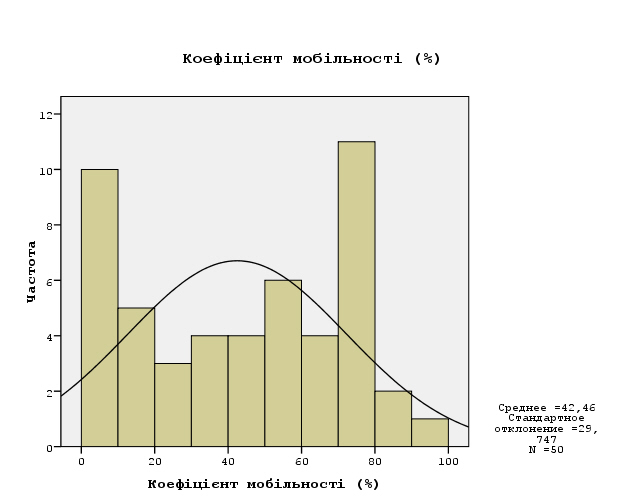 Коефіцієнт мобільності (%)
12
10
8
6
4
2
0
Частота
0 20 40 60 80 100
Коефіцієнт мобільності (%)
Среднее =42,46
Стандартное
отклонение =29,
747
N =50